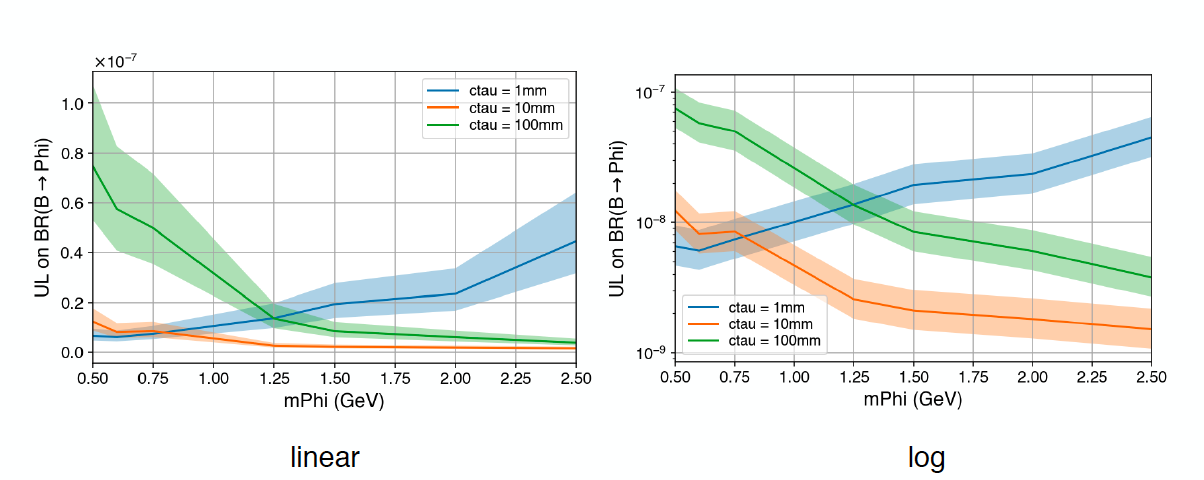 ×10⁻⁷
UL on BR(B → Phi)
1.0
0.8
0.6
0.4
0.2
0.0
ctau = 1mm
ctau = 10mm
ctau = 100mm
0.50 0.75 1.00 1.25 1.50 1.75 2.00 2.25 2.50
mPhi (GeV)
linear
UL on BR(B → Phi)
10⁻⁷
10⁻⁸
10⁻⁹
ctau = 1mm
ctau = 10mm
ctau = 100mm
0.50 0.75 1.00 1.25 1.50 1.75 2.00 2.25 2.50
mPhi (GeV)
log